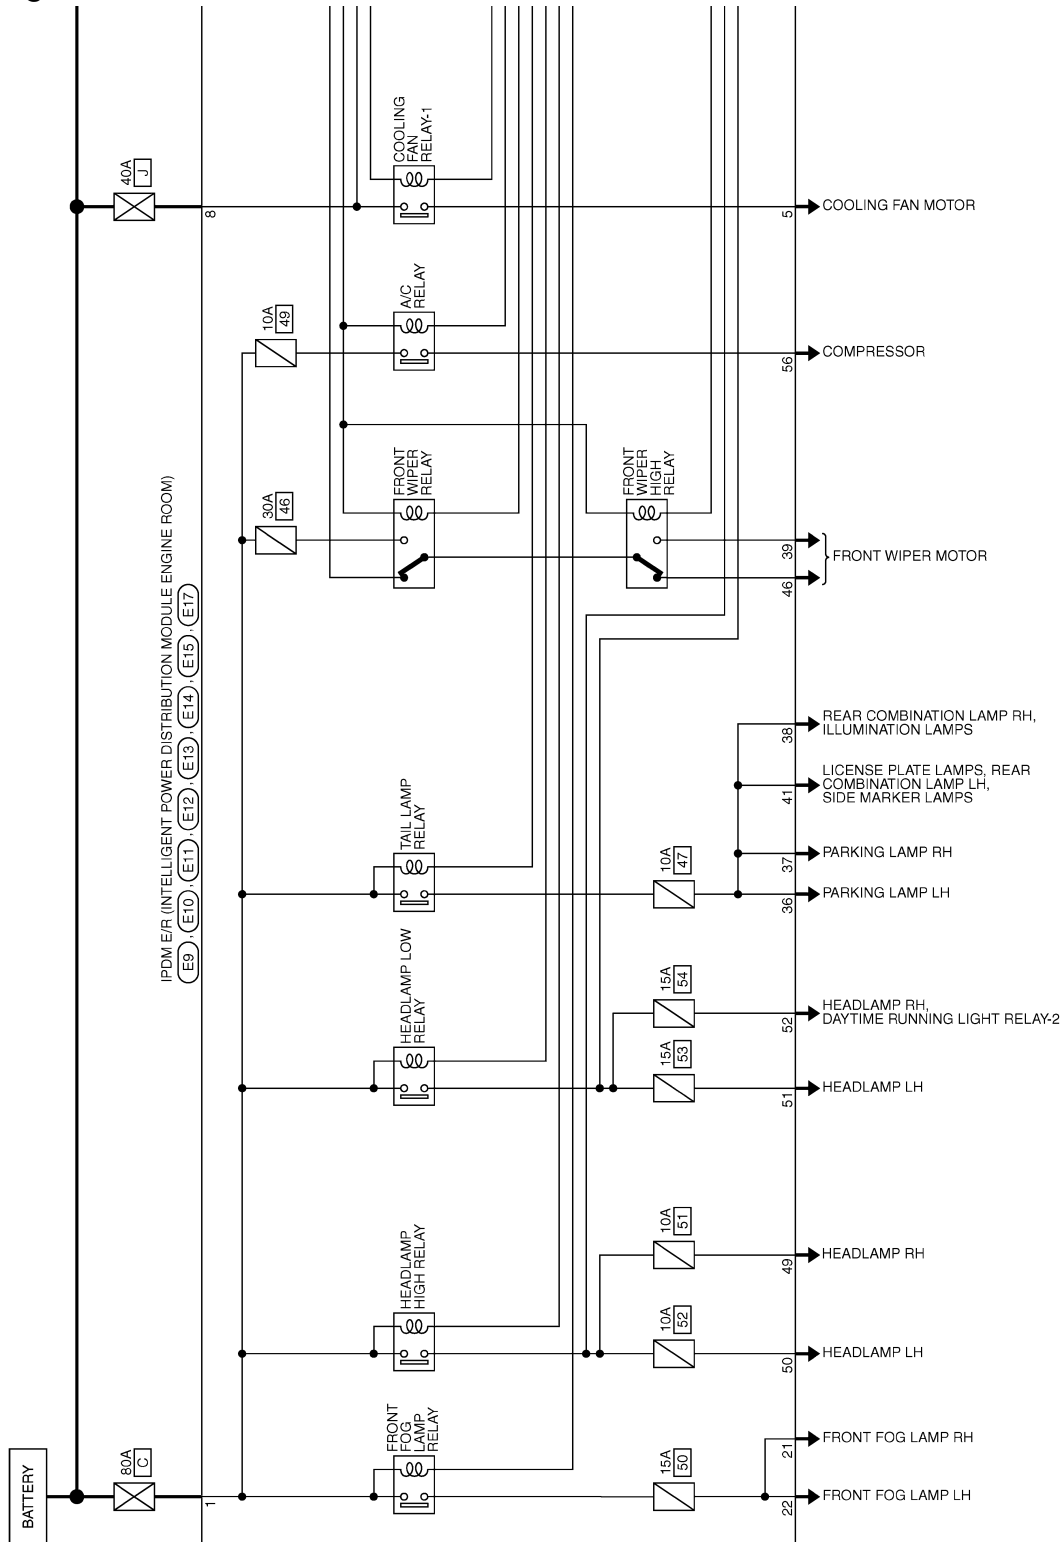 COOLING
FAN
RELAY-1
40A
J
8
5
COOLING FAN MOTOR
A/C
RELAY
10A
49
56
COMPRESSOR
FRONT
WIPER
RELAY
FRONT
WIPER
HIGH
RELAY
30A
46
39
46
FRONT WIPER MOTOR
IPDM E/R (INTELLIGENT POWER DISTRIBUTION MODULE ENGINE ROOM)
E9 , E10 , E11 , E12 , E13 , E14 , E15 , E17
38
REAR COMBINATION LAMP RH,
ILLUMINATION LAMPS
41
LICENSE PLATE LAMPS, REAR
COMBINATION LAMP LH,
SIDE MARKER LAMPS
TAIL LAMP
RELAY
10A
47
37
PARKING LAMP RH
36
PARKING LAMP LH
HEADLAMP LOW
RELAY
15A
54
52
HEADLAMP RH,
DAYTIME RUNNING LIGHT RELAY-2
15A
53
51
HEADLAMP LH
HEADLAMP
HIGH RELAY
10A
51
49
HEADLAMP RH
10A
52
50
HEADLAMP LH
FRONT
FOG
LAMP
RELAY
15A
50
21
FRONT FOG LAMP RH
22
FRONT FOG LAMP LH
80A
C
1
BATTERY